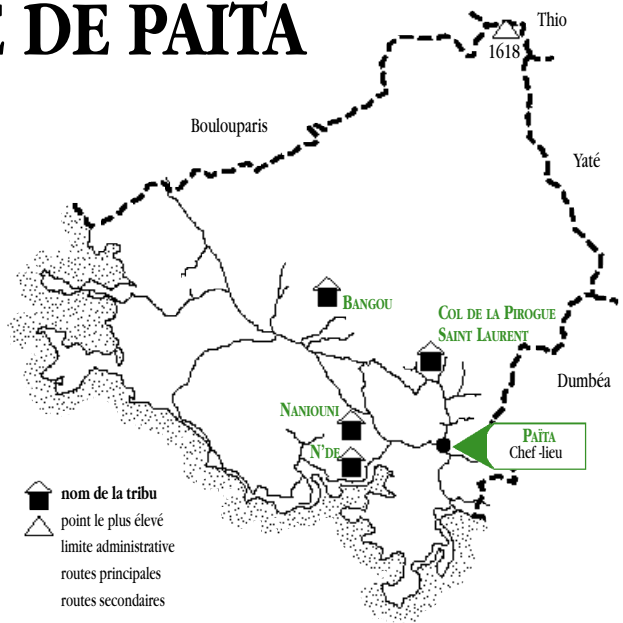 E DE PAITA
Thio
1618
Boulouparis
Yaté
BANGOU
COL DE LA PIROGUE
SAINT LAURENT
Dumbéa
NANIOUNI
N'DE
PAÏTA
Chef -lieu
nom de la tribu
point le plus élevé
limite administrative
routes principales
routes secondaires